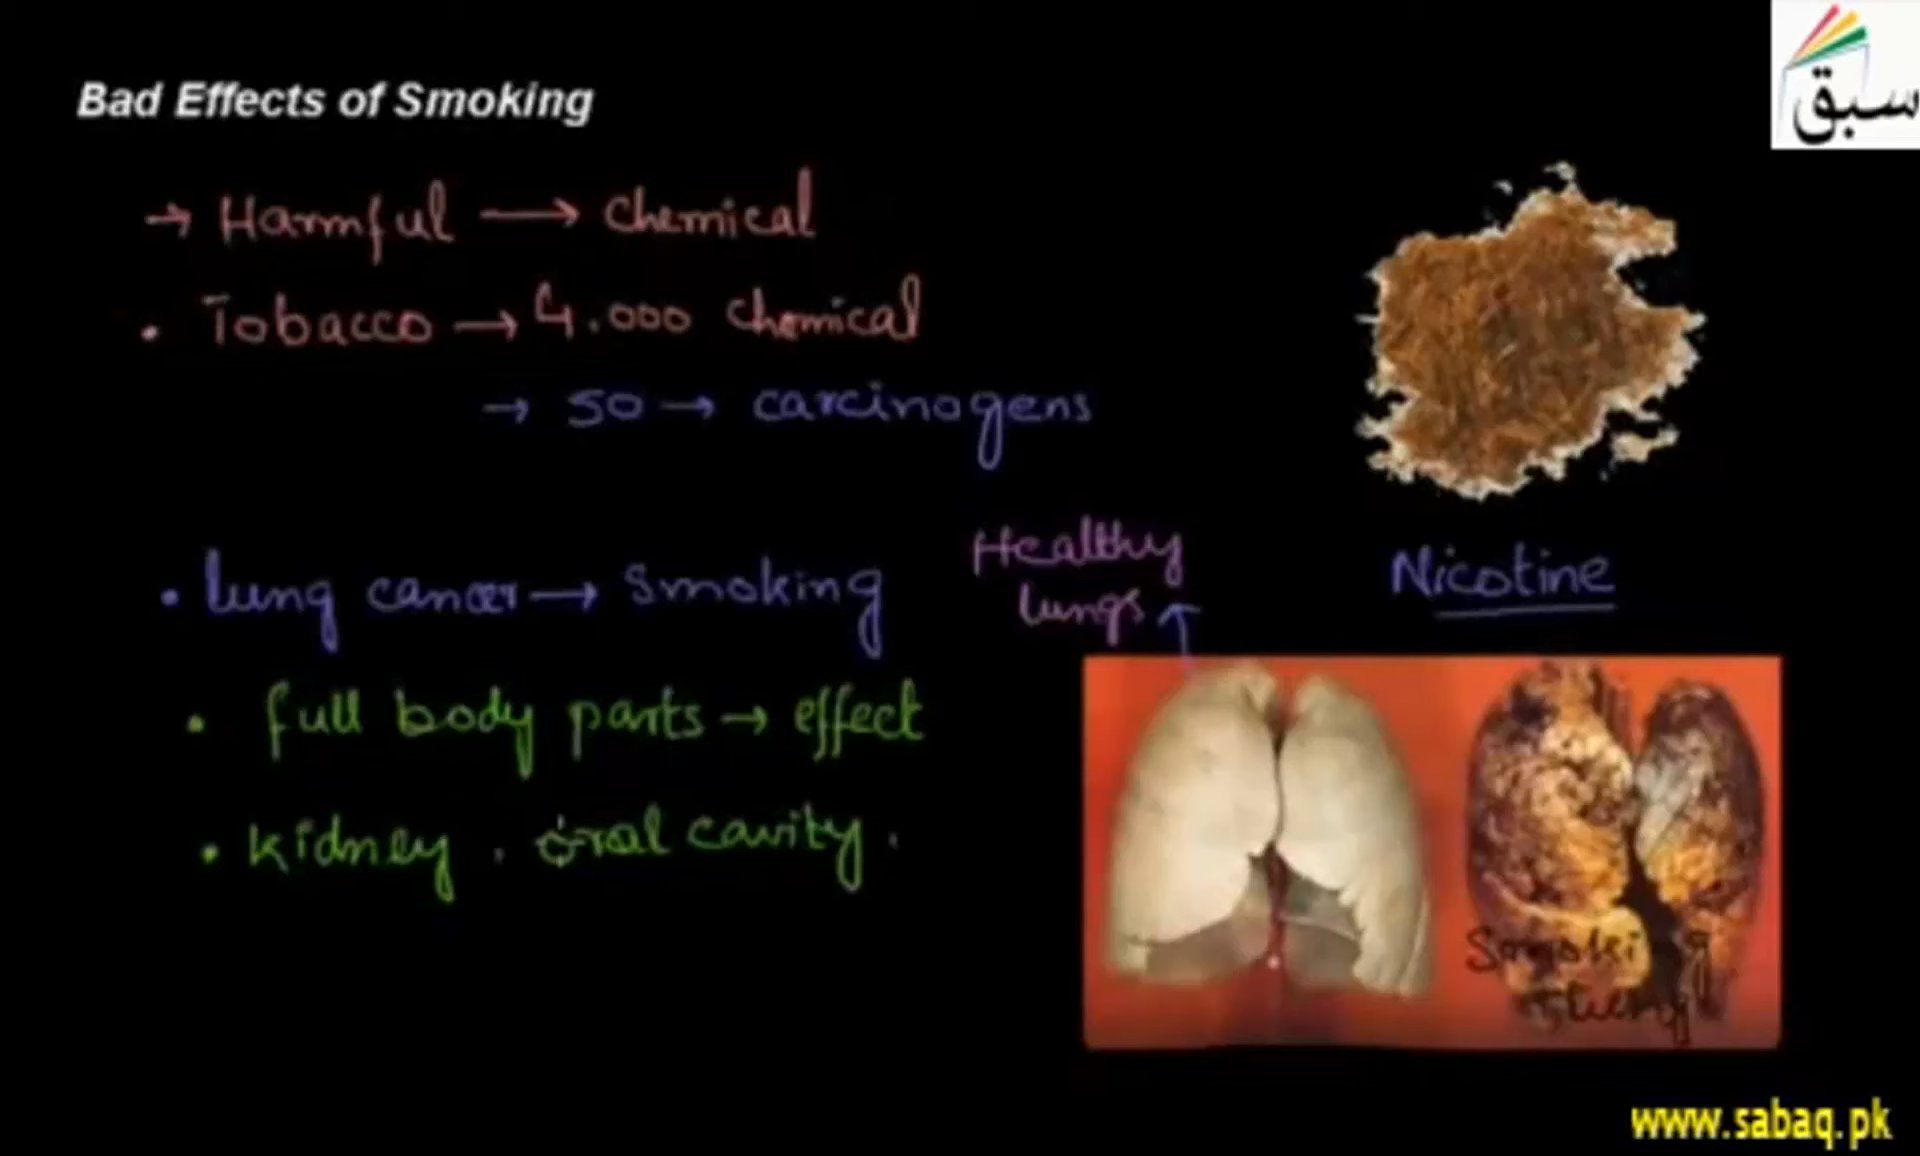 Bad Effects of Smoking
سبق
→ Harmful → Chemical
• Tobacco → 4.000 chemical
→ 50 → carcinogens
• lung cancer → Smoking
• full body parts → effect
• kidney . oral cavity .
Nicotine
Healthy
lungs
Smoking
www.sabaq.pk